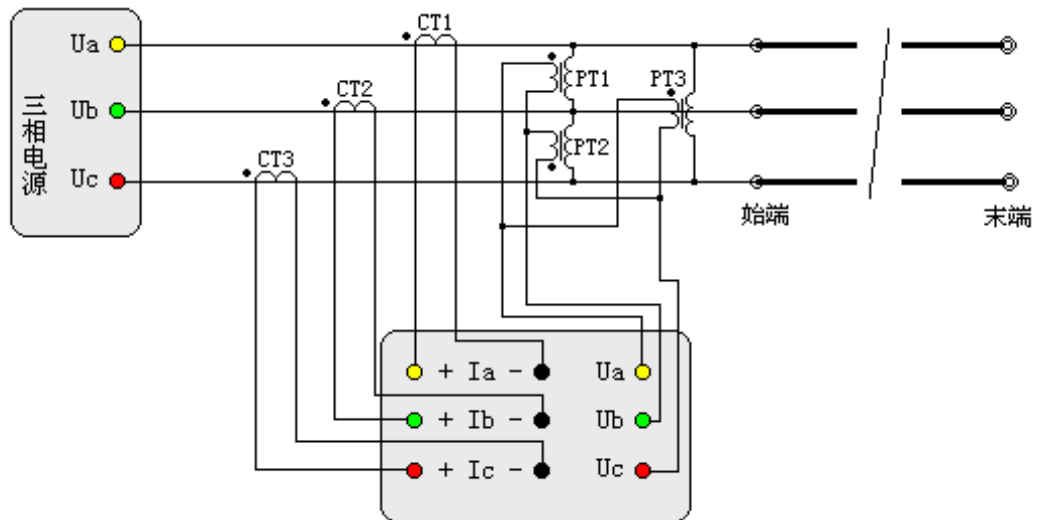 CT1
Ua
PT1
PT3
CT2
三相电源
Ub
PT2
CT3
Uc
始端
末端
+ Ia -
Ua
+ Ib -
Ub
+ Ic -
Uc